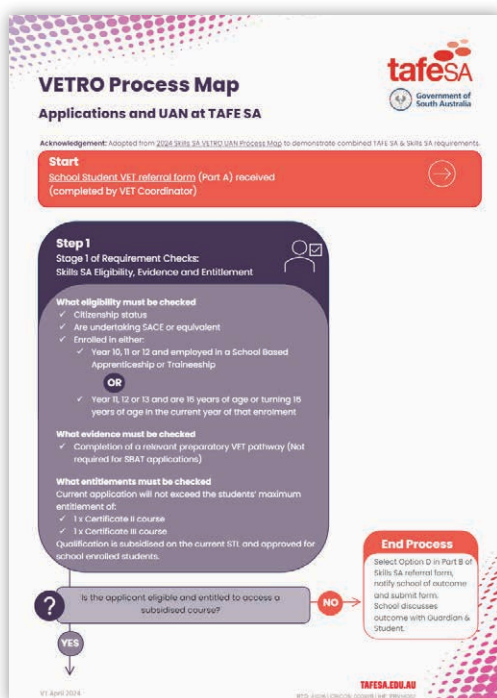 tafeSA
Government of
South Australia
VETRO Process Map
Applications and UAN at TAFE SA
Acknowledgement: Adapted from 2024 Skills SA VETRO UAN Process Map to demonstrate combined TAFE SA & Skills SA requirements.
Start
School Student VET referral form (Part A) received
(completed by VET Coordinator)
Step 1
Stage 1 of Requirement Checks:
Skills SA Eligibility, Evidence and Entitlement
What eligibility must be checked
✓ Citizenship status
✓ Are undertaking SACE or equivalent
✓ Enrolled in either:
✓ Year 10, 11 or 12 and employed in a School Based
Apprenticeship or Traineeship
OR
✓ Year 11, 12 or 13 and are 16 years of age or turning 16
years of age in the current year of that enrolment
What evidence must be checked
✓ Completion of a relevant preparatory VET pathway (Not
required for SBAT applications)
What entitlements must be checked
Current application will not exceed the students' maximum
entitlement of:
✓ 1 x Certificate II course
✓ 1 x Certificate III course
Qualification is subsidised on the current STL and approved for
school enrolled students.
? Is the applicant eligible and entitled to access a
subsidised course?
NO
YES
End Process
Select Option D in Part B of
Skills SA referral form,
notify school of outcome
and submit form.
School discusses
outcome with Guardian &
Student.
V1 April 2024
TAFESA.EDU.AU